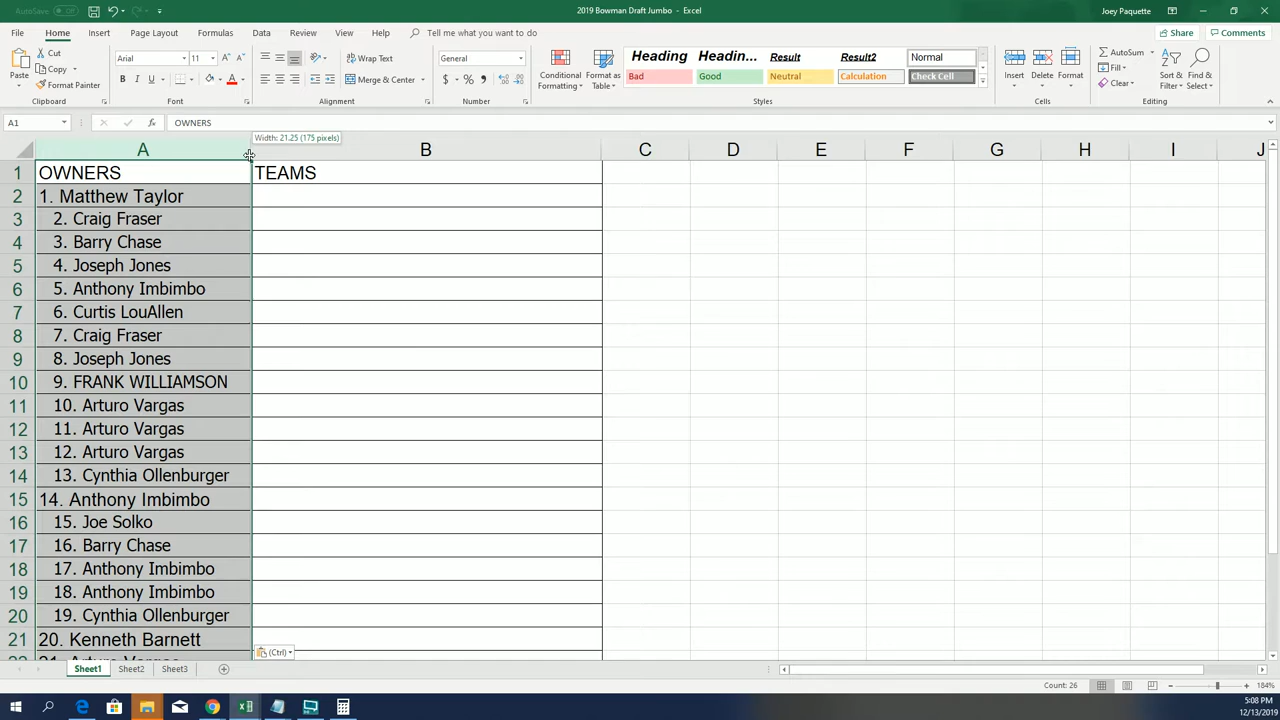 AutoSave Off
2019 Bowman Draft Jumbo - Excel
Joey Paquette
File Home Insert Page Layout Formulas Data Review View Help Tell me what you want to do
Share Comments
Paste
Cut
Copy
Format Painter
Clipboard
Arial 11
B I U
Font
Wrap Text
Merge & Center
Alignment
General
$ % ,
Number
Conditional Formatting
Format as Table
Heading Headin... Result Result2 Normal
Bad Good Neutral Calculation Check Cell
Styles
Insert Delete Format
Cells
AutoSum
Fill
Clear
Sort & Filter
Find & Select
Editing
A1 fx OWNERS
Width: 21.25 (175 pixels)
A B C D E F G H I J
1 OWNERS TEAMS
2 1. Matthew Taylor
3 2. Craig Fraser
4 3. Barry Chase
5 4. Joseph Jones
6 5. Anthony Imbimbo
7 6. Curtis LouAllen
8 7. Craig Fraser
9 8. Joseph Jones
10 9. FRANK WILLIAMSON
11 10. Arturo Vargas
12 11. Arturo Vargas
13 12. Arturo Vargas
14 13. Cynthia Ollenburger
15 14. Anthony Imbimbo
16 15. Joe Solko
17 16. Barry Chase
18 17. Anthony Imbimbo
19 18. Anthony Imbimbo
20 19. Cynthia Ollenburger
21 20. Kenneth Barnett
(Ctrl)
Sheet1 Sheet2 Sheet3
Count: 26
184%
5:08 PM
12/13/2019